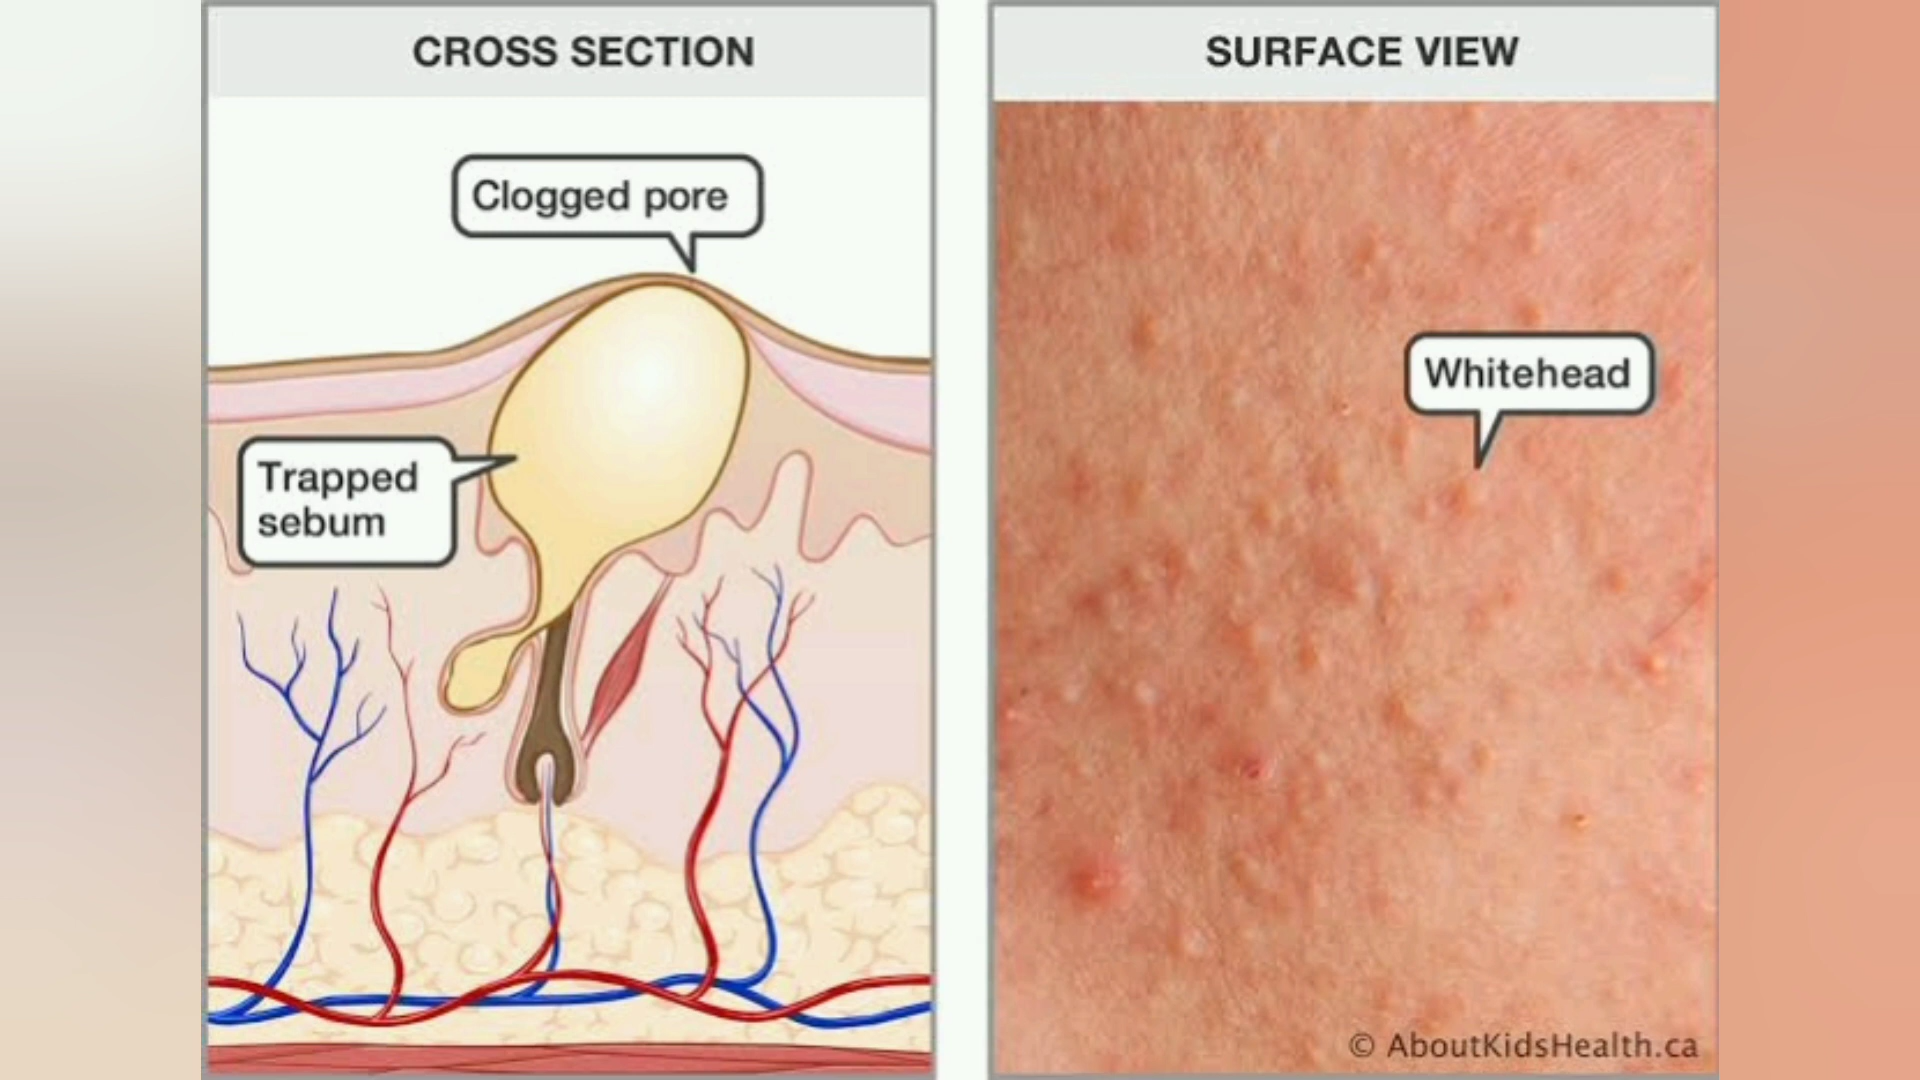 CROSS SECTION
Clogged pore
Trapped
sebum
SURFACE VIEW
Whitehead
© AboutKidsHealth.ca